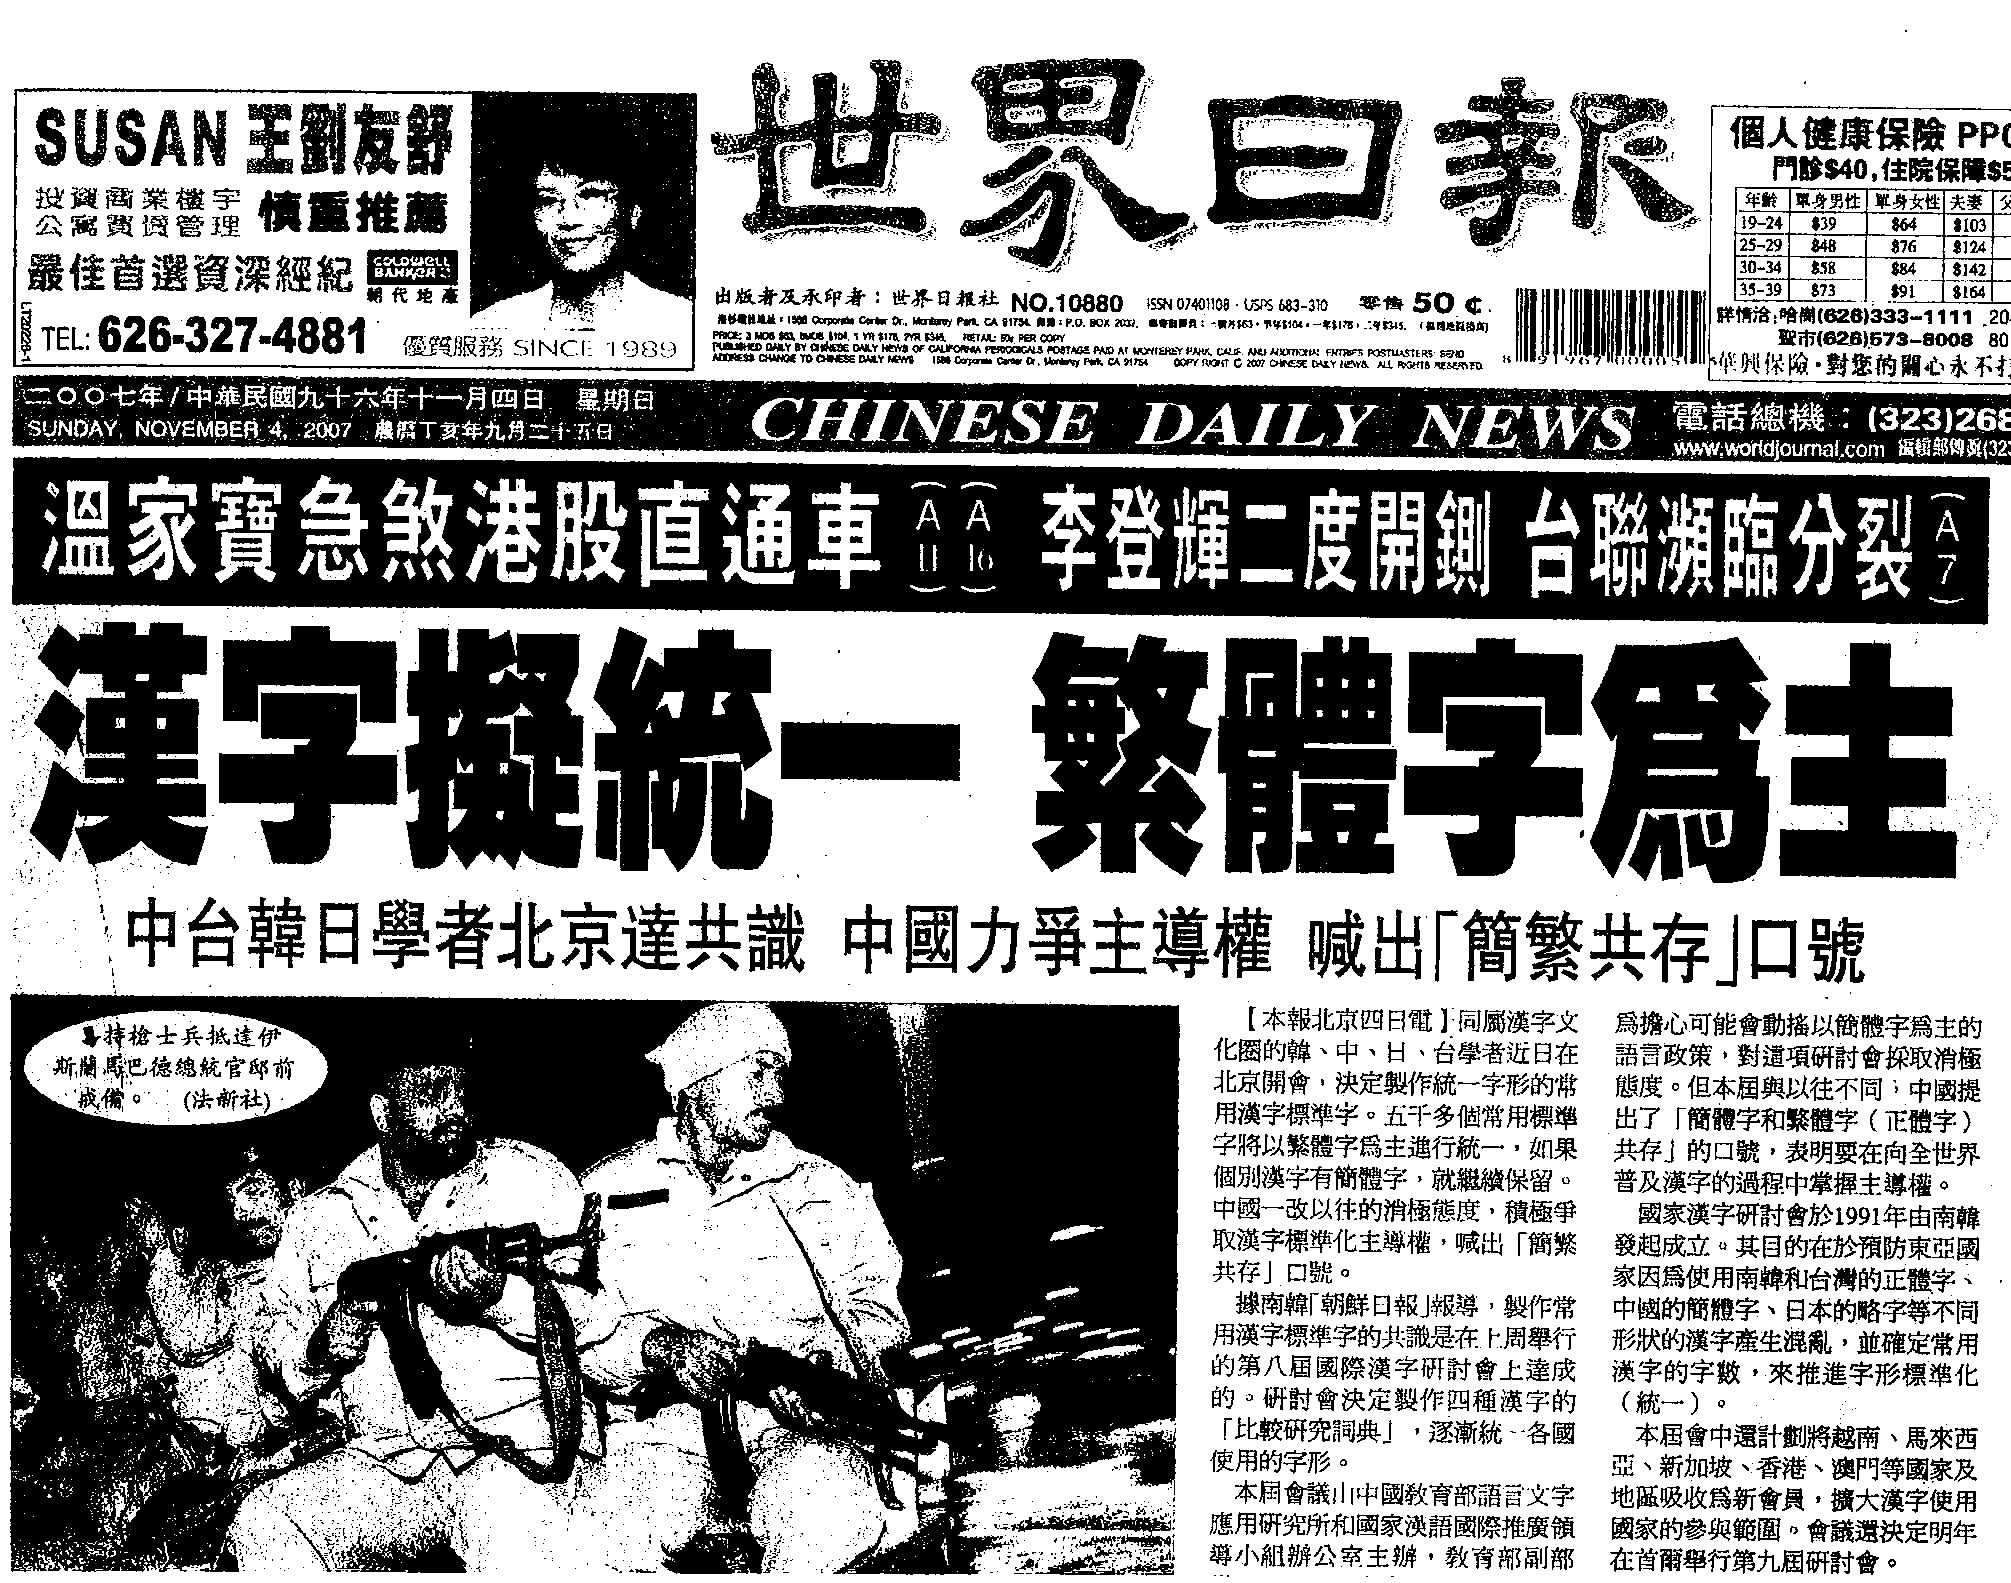 SUSAN 王劉友舒
投資商業樓宇
公寓買賣管理
慎重推薦
最佳首選資深經紀
COLDWELL
BANKER
朝代地產
TEL: 626-327-4881
優質服務 SINCE 1989
世界日報
出版者及承印者：世界日報社 NO.10880 ISSN 07401108 · USPS 683-310 零售 50 ¢.
PUBLISHED DAILY BY CHINESE DAILY NEWS OF CALIFORNIA PERIODICALS POSTAGE PAID AT MONTEREY PARK, CALIF. AND ADDITIONAL ENTRIES POSTMASTERS SEND
ADDRESS CHANGE TO CHINESE DAILY NEWS 1588 Corporate Center Dr., Monterey Park, CA 91754 COPY RIGHT © 2007 CHINESE DAILY NEWS. ALL RIGHTS RESERVED.
個人健康保險 PPO
門診$40,住院保障$5
年齡 單身男性 單身女性 夫妻 父
19-24 $39 $64 $103
25-29 $48 $76 $124
30-34 $58 $84 $142
35-39 $73 $91 $164
詳情洽:哈崗(626)333-1111
聖市(626)573-8008 80
華興保險·對您的關心永不打
二〇〇七年/中華民國九十六年十一月四日 星期日
SUNDAY, NOVEMBER 4, 2007 農曆丁亥年九月二十五日
CHINESE DAILY NEWS
電話總機：(323)268
www.worldjournal.com 編輯部傳真(323
溫家寶急煞港股直通車（A11）（A10） 李登輝二度開鍘 台聯瀕臨分裂（A7）
漢字擬統一 繁體字為主
中台韓日學者北京達共識 中國力爭主導權 喊出「簡繁共存」口號
持槍士兵抵達伊
斯蘭馬巴德總統官邸前
戒備。 (法新社)
【本報北京四日電】同屬漢字文
化圈的韓、中、日、台學者近日在
北京開會，決定製作統一字形的常
用漢字標準字。五千多個常用標準
字將以繁體字為主進行統一，如果
個別漢字有簡體字，就繼續保留。
中國一改以往的消極態度，積極爭
取漢字標準化主導權，喊出「簡繁
共存」口號。
據南韓「朝鮮日報」報導，製作常
用漢字標準字的共識是在上周舉行
的第八屆國際漢字研討會上達成
的。研討會決定製作四種漢字的
「比較研究詞典」，逐漸統一各國
使用的字形。
本屆會議由中國教育部語言文字
應用研究所和國家漢語國際推廣領
導小組辦公室主辦，教育部副部
為擔心可能會動搖以簡體字為主的
語言政策，對這項研討會採取消極
態度。但本屆與以往不同，中國提
出了「簡體字和繁體字（正體字）
共存」的口號，表明要在向全世界
普及漢字的過程中掌握主導權。
國家漢字研討會於1991年由南韓
發起成立。其目的在於預防東亞國
家因為使用南韓和台灣的正體字、
中國的簡體字、日本的略字等不同
形狀的漢字產生混亂，並確定常用
漢字的字數，來推進字形標準化
（統一）。
本屆會中還計劃將越南、馬來西
亞、新加坡、香港、澳門等國家及
地區吸收為新會員，擴大漢字使用
國家的參與範圍。會議還決定明年
在首爾舉行第九屆研討會。